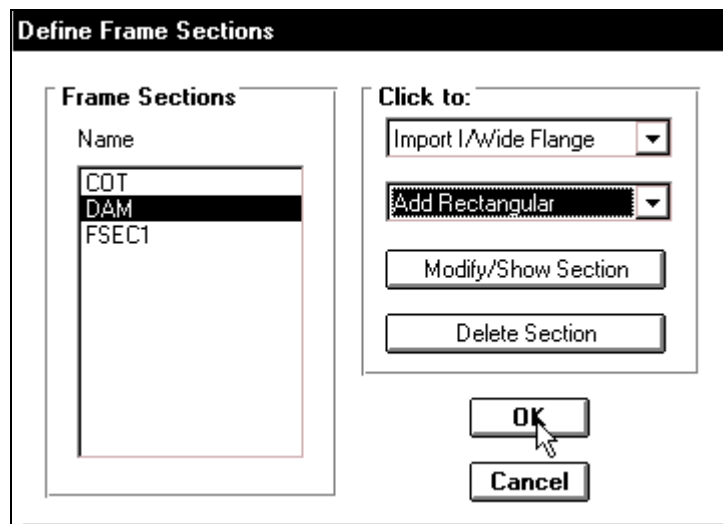 Define Frame Sections
Frame Sections
Name
COT
DAM
FSEC1
Click to:
Import I/Wide Flange
Add Rectangular
Modify/Show Section
Delete Section
OK
Cancel